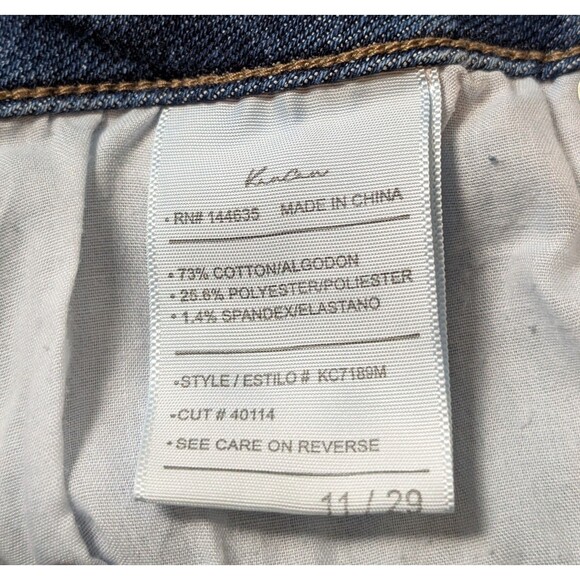 KanCan
• RN# 144635 MADE IN CHINA
• 73% COTTON/ALGODON
• 25.6% POLYESTER/POLIESTER
• 1.4% SPANDEX/ELASTANO
•STYLE / ESTILO # KC7189M
•CUT # 40114
•SEE CARE ON REVERSE
11 / 29